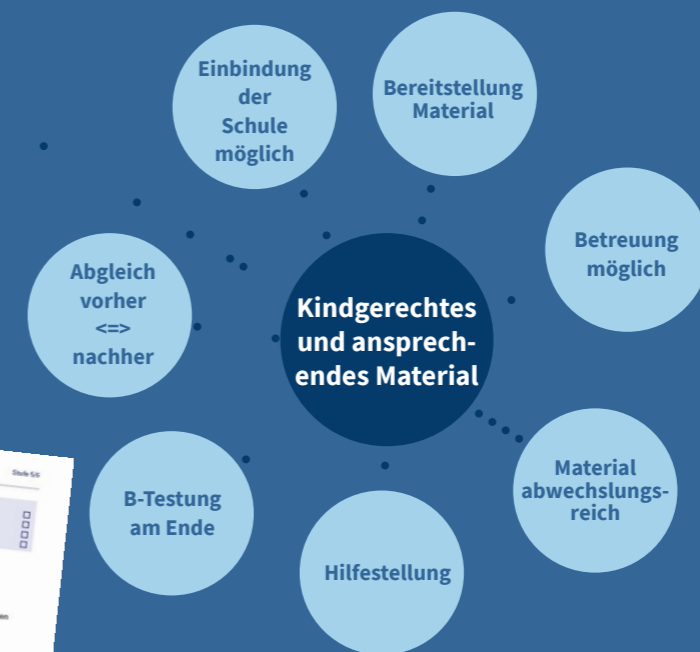 Einbindung
der
Schule
möglich
Bereitstellung
Material
Betreuung
möglich
Abgleich
vorher
<=>
nachher
Kindgerechtes
und ansprech-
endes Material
Material
abwechslungs-
reich
B-Testung
am Ende
Hilfestellung
Stufe 5/6